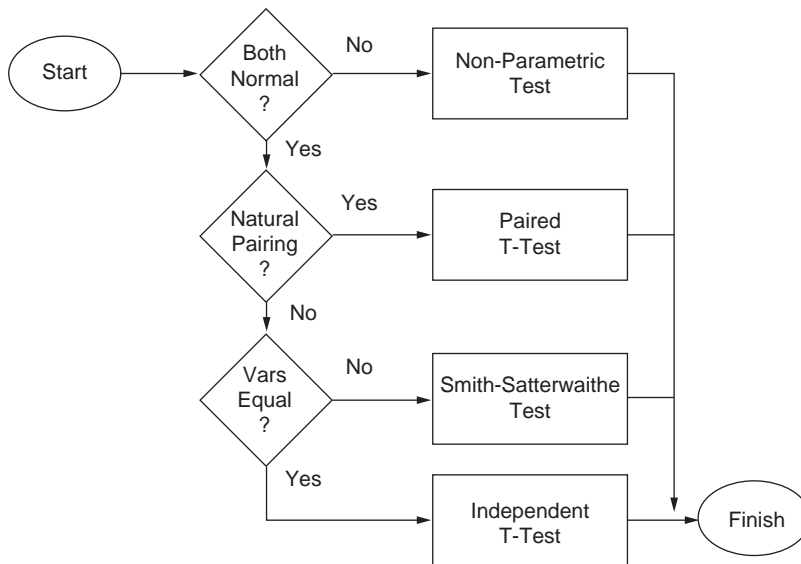 Start
Both
Normal
?
No
Non-Parametric
Test
Yes
Natural
Pairing
?
Yes
Paired
T-Test
No
Vars
Equal
?
No
Smith-Satterwaithe
Test
Yes
Independent
T-Test
Finish